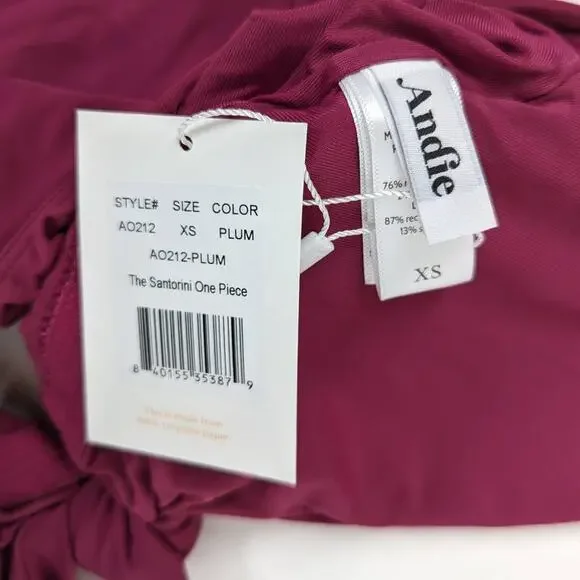 STYLE# SIZE COLOR
AO212 XS PLUM
AO212-PLUM
The Santorini One Piece
8 40155 35387 9
Andie
76%
87% rec
13% s
XS